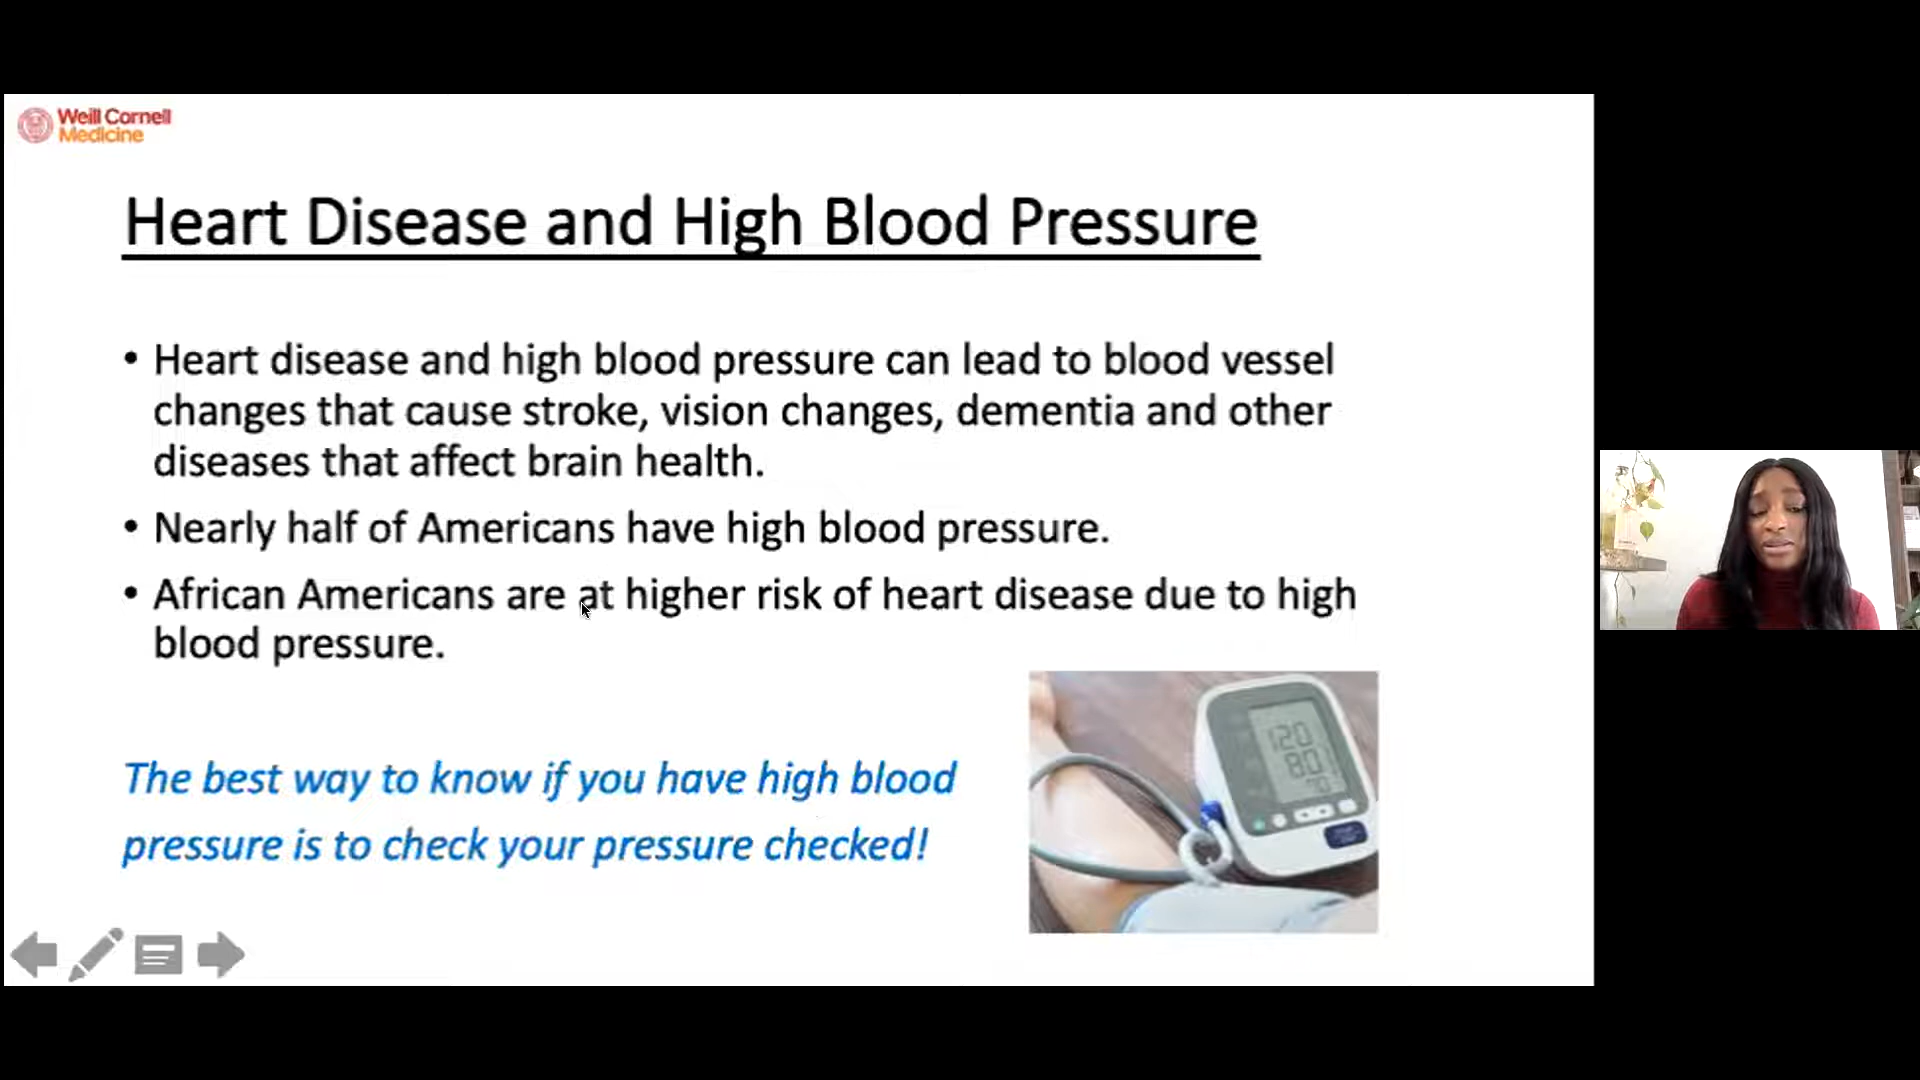 Weill Cornell
Medicine
Heart Disease and High Blood Pressure
• Heart disease and high blood pressure can lead to blood vessel
changes that cause stroke, vision changes, dementia and other
diseases that affect brain health.
• Nearly half of Americans have high blood pressure.
• African Americans are at higher risk of heart disease due to high
blood pressure.
The best way to know if you have high blood
pressure is to check your pressure checked!
120
80
70